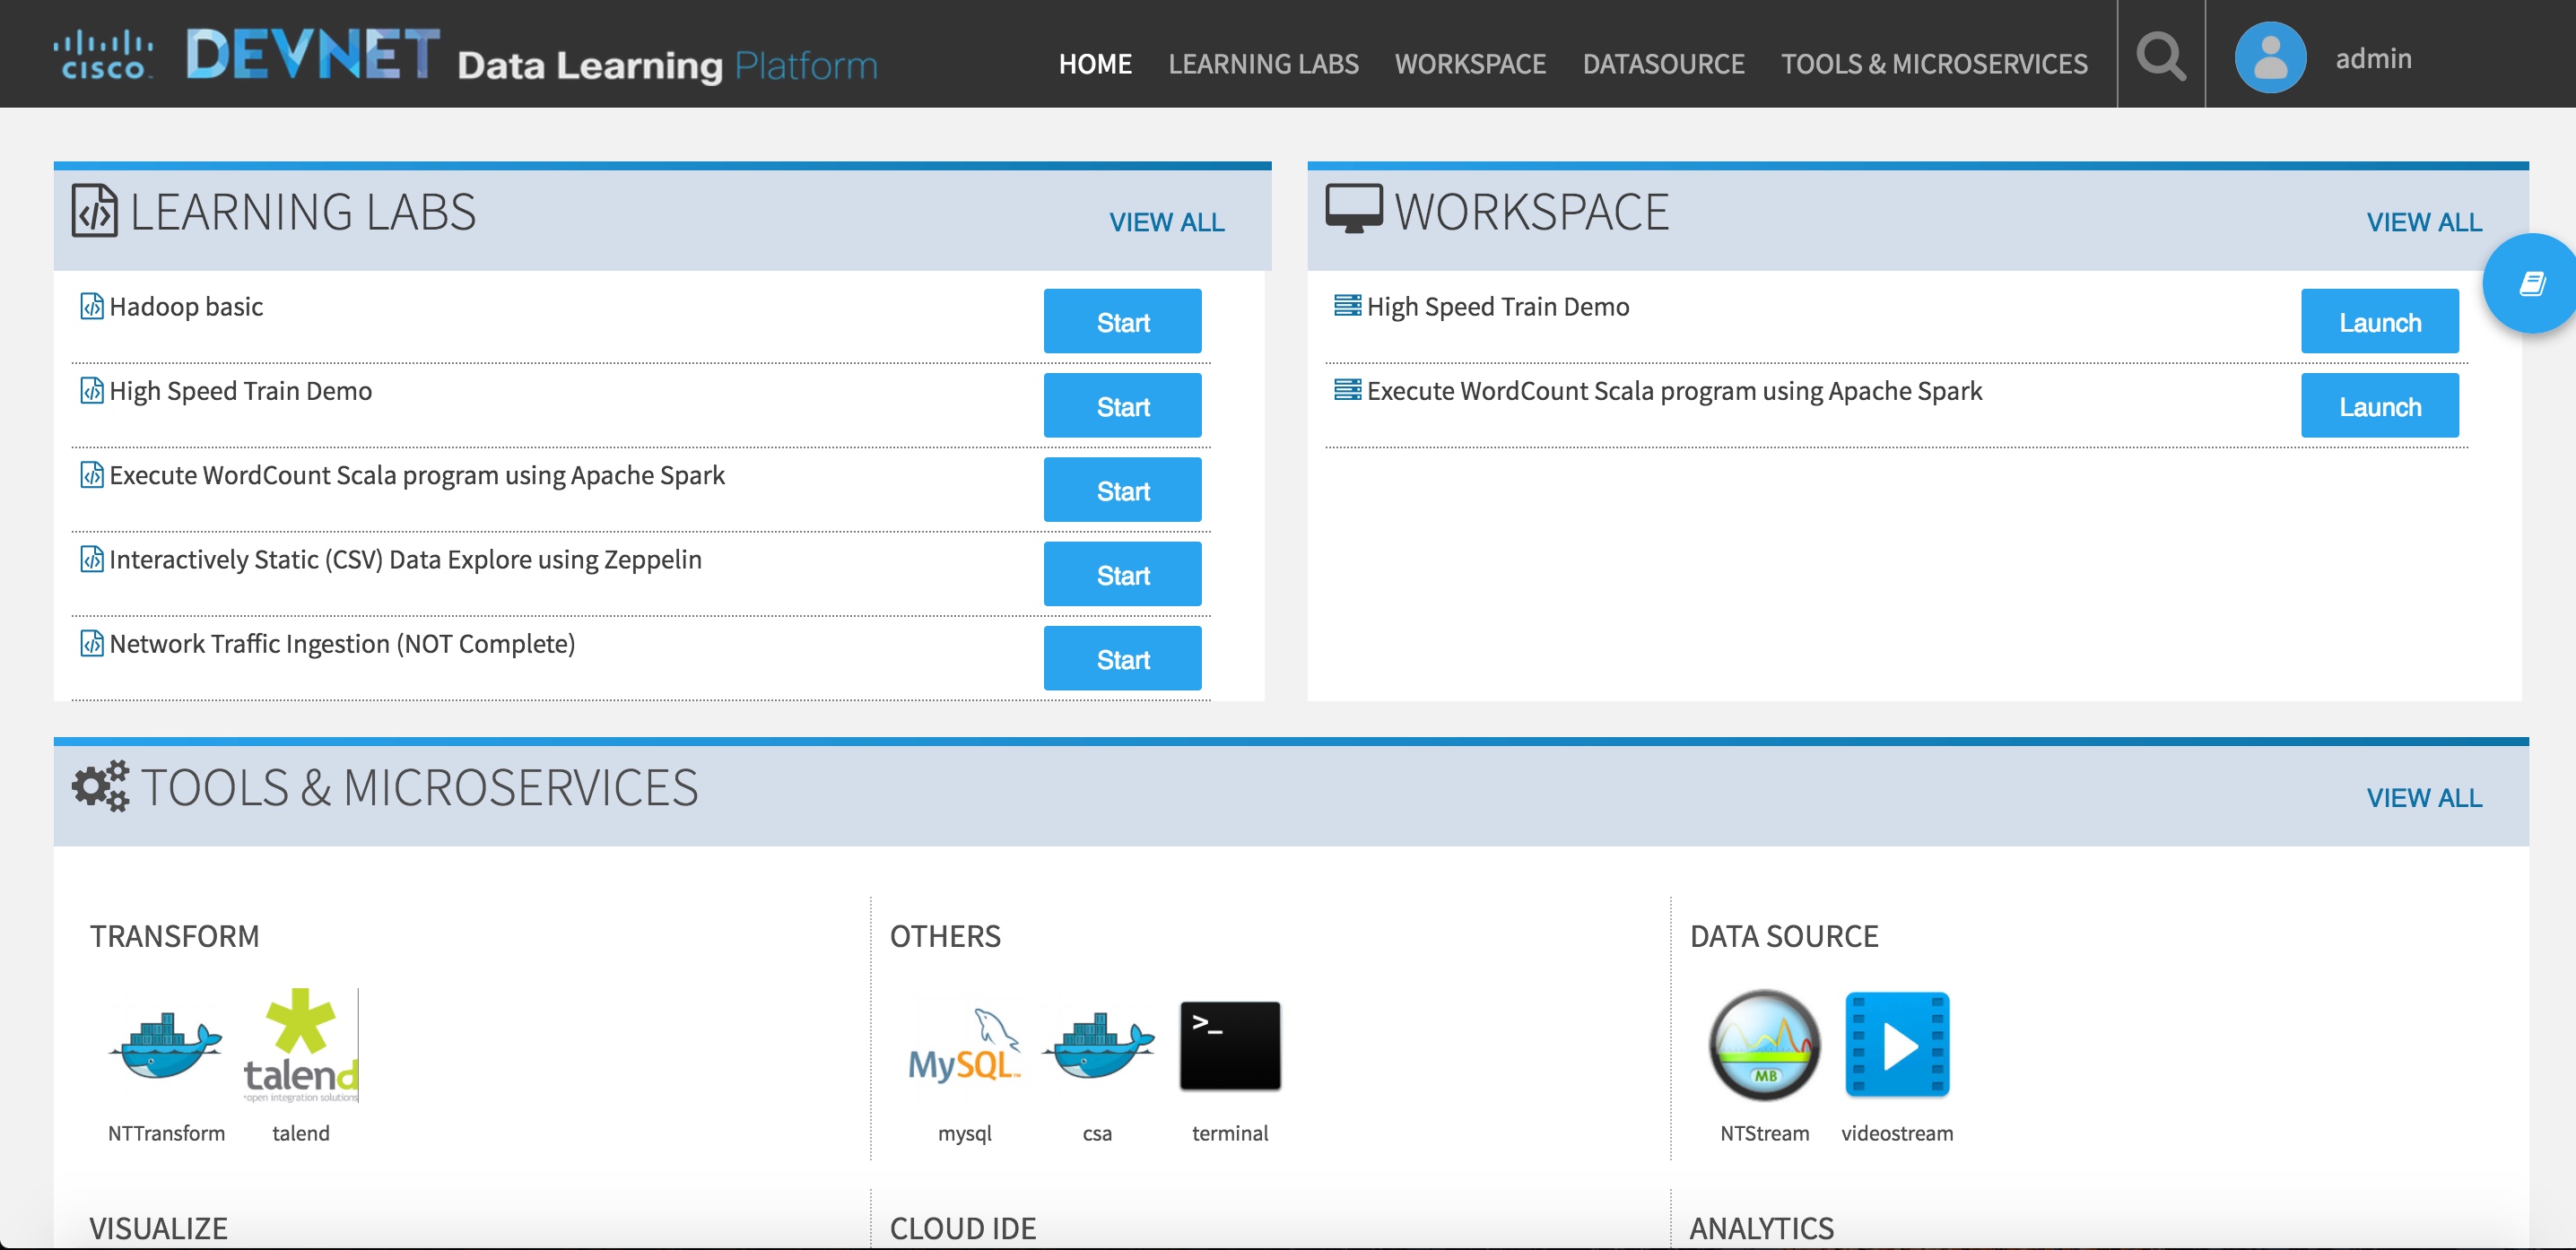 CISCO DEVNET Data Learning Platform
HOME LEARNING LABS WORKSPACE DATASOURCE TOOLS & MICROSERVICES admin
LEARNING LABS VIEW ALL
Hadoop basic Start
High Speed Train Demo Start
Execute WordCount Scala program using Apache Spark Start
Interactively Static (CSV) Data Explore using Zeppelin Start
Network Traffic Ingestion (NOT Complete) Start
WORKSPACE VIEW ALL
High Speed Train Demo Launch
Execute WordCount Scala program using Apache Spark Launch
TOOLS & MICROSERVICES VIEW ALL
TRANSFORM
talend
open integration solutions
NTTransform talend
OTHERS
MySQL >_
mysql csa terminal
DATA SOURCE
MB
NTStream videostream
VISUALIZE CLOUD IDE ANALYTICS